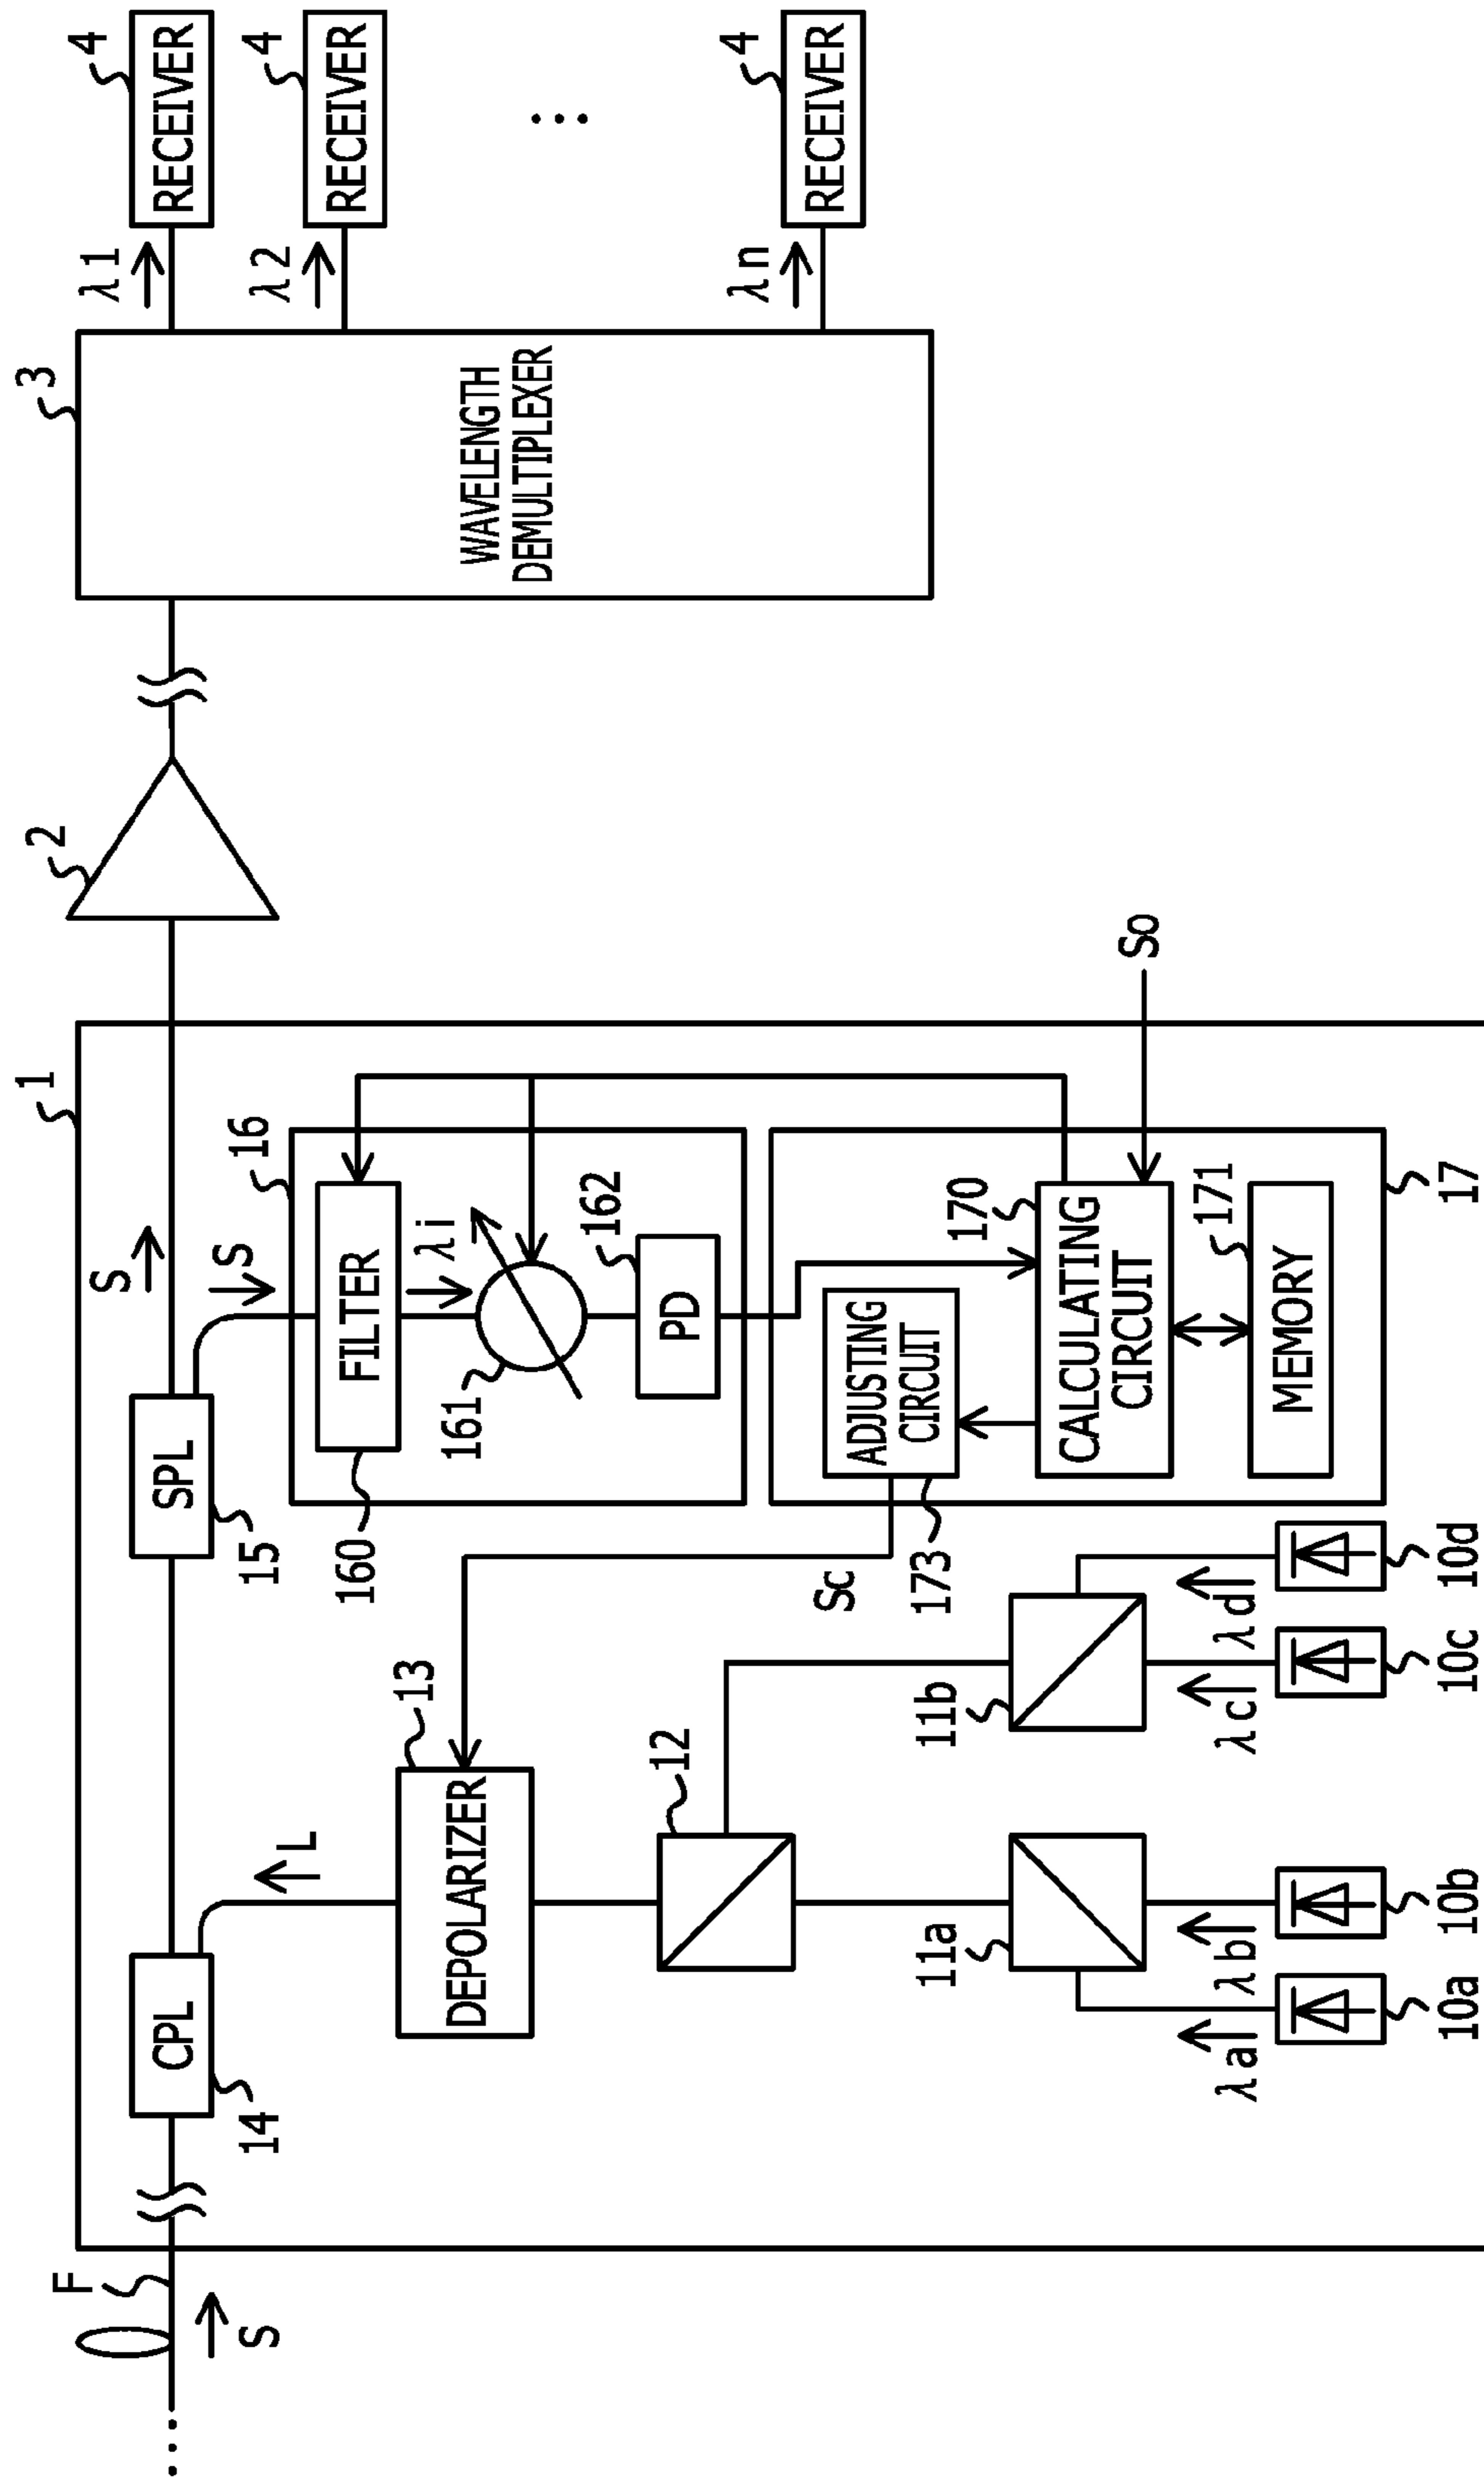 F
S
1
CPL
14
SPL
15
S
S
2
3
WAVELENGTH
DEMULTIPLEXER
λ1
λ2
λn
RECEIVER
4
RECEIVER
4
⋮
RECEIVER
4
L
DEPOLARIZER
13
12
11a
11b
λa
λb
λc
λd
10a
10b
10c
10d
16
FILTER
160
λi
161
PD
162
Sc
ADJUSTING
CIRCUIT
173
CALCULATING
CIRCUIT
170
MEMORY
171
17
So